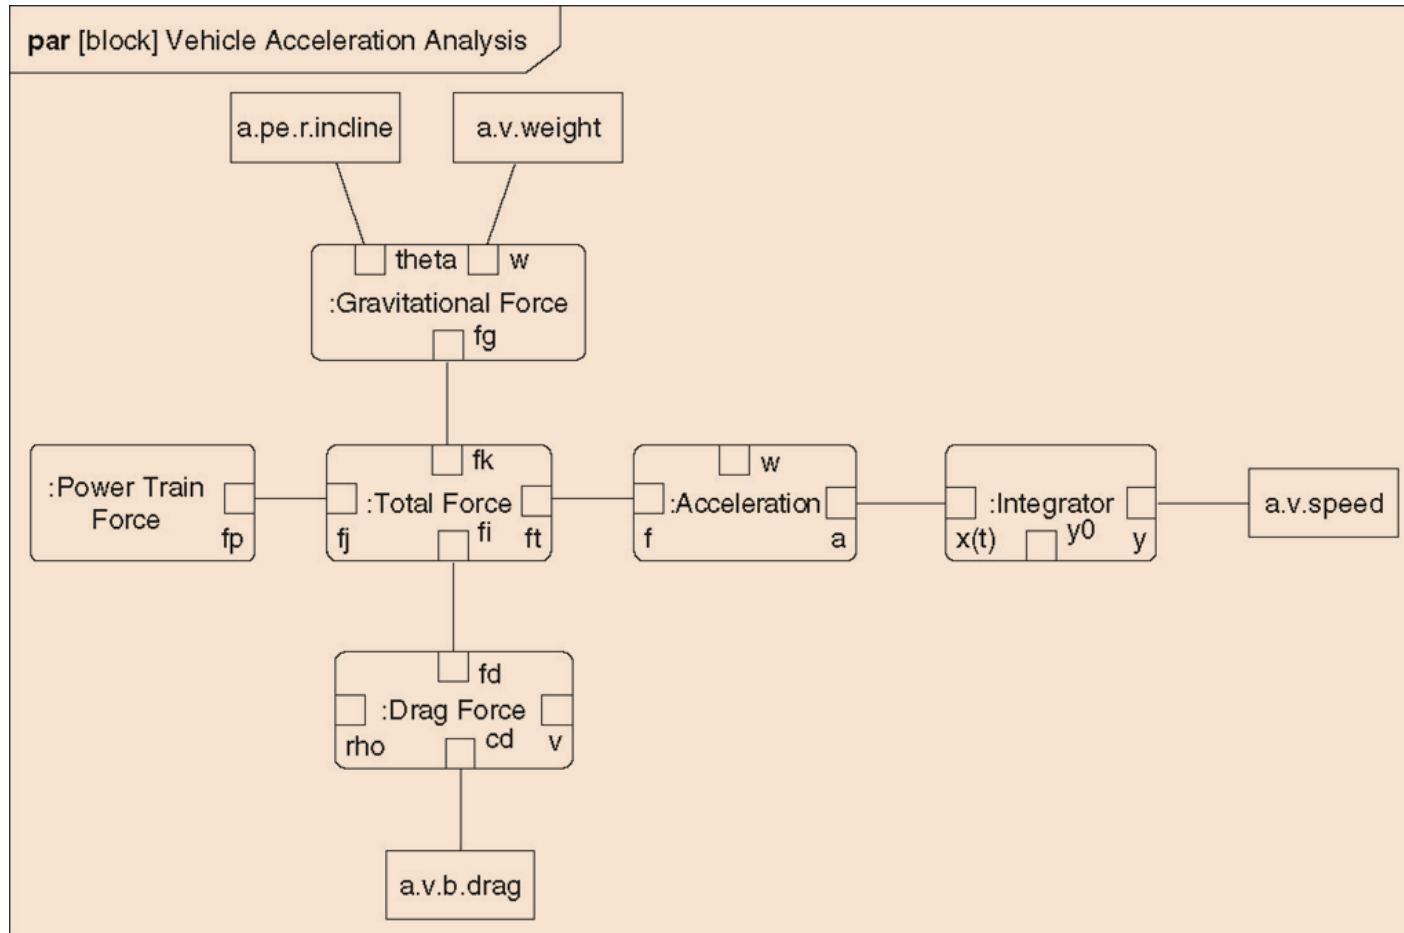 par [block] Vehicle Acceleration Analysis
a.pe.r.incline
a.v.weight
theta
w
:Gravitational Force
fg
:Power Train
Force
fp
fk
:Total Force
fj
fi
ft
w
:Acceleration
f
a
:Integrator
x(t)
y0
y
a.v.speed
fd
:Drag Force
rho
cd
v
a.v.b.drag